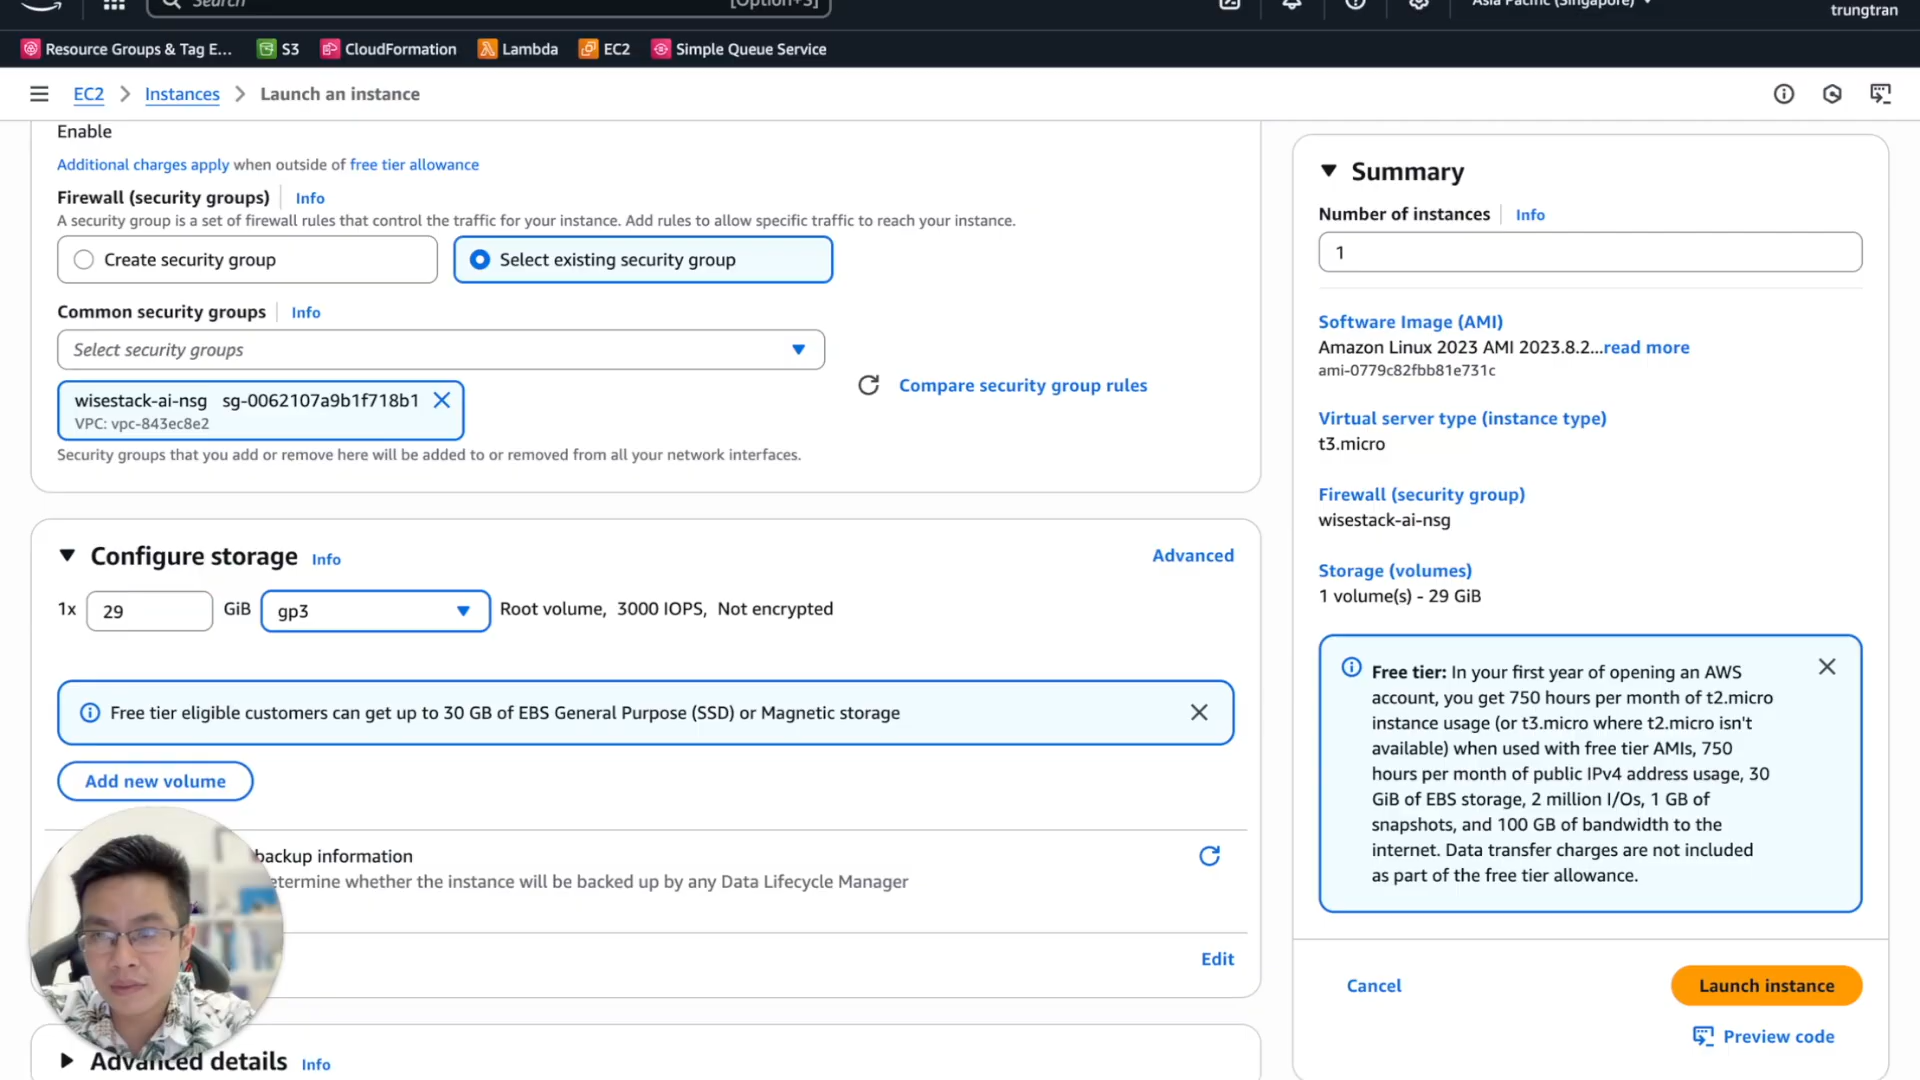 Search
[Option+S]
Asia Pacific (Singapore)
trungtran
Resource Groups & Tag E...
S3
CloudFormation
Lambda
EC2
Simple Queue Service
EC2
Instances
Launch an instance
Enable
Additional charges apply when outside of free tier allowance
Firewall (security groups)
Info
A security group is a set of firewall rules that control the traffic for your instance. Add rules to allow specific traffic to reach your instance.
Create security group
Select existing security group
Common security groups
Info
Select security groups
Compare security group rules
wisestack-ai-nsg sg-0062107a9b1f718b1
VPC: vpc-843ec8e2
Security groups that you add or remove here will be added to or removed from all your network interfaces.
Configure storage
Info
Advanced
1x
29
GiB
gp3
Root volume, 3000 IOPS, Not encrypted
Free tier eligible customers can get up to 30 GB of EBS General Purpose (SSD) or Magnetic storage
Add new volume
backup information
etermine whether the instance will be backed up by any Data Lifecycle Manager
Edit
Advanced details
Info
Summary
Number of instances
Info
1
Software Image (AMI)
Amazon Linux 2023 AMI 2023.8.2...read more
ami-0779c82fbb81e731c
Virtual server type (instance type)
t3.micro
Firewall (security group)
wisestack-ai-nsg
Storage (volumes)
1 volume(s) - 29 GiB
Free tier: In your first year of opening an AWS
account, you get 750 hours per month of t2.micro
instance usage (or t3.micro where t2.micro isn't
available) when used with free tier AMIs, 750
hours per month of public IPv4 address usage, 30
GiB of EBS storage, 2 million I/Os, 1 GB of
snapshots, and 100 GB of bandwidth to the
internet. Data transfer charges are not included
as part of the free tier allowance.
Cancel
Launch instance
Preview code